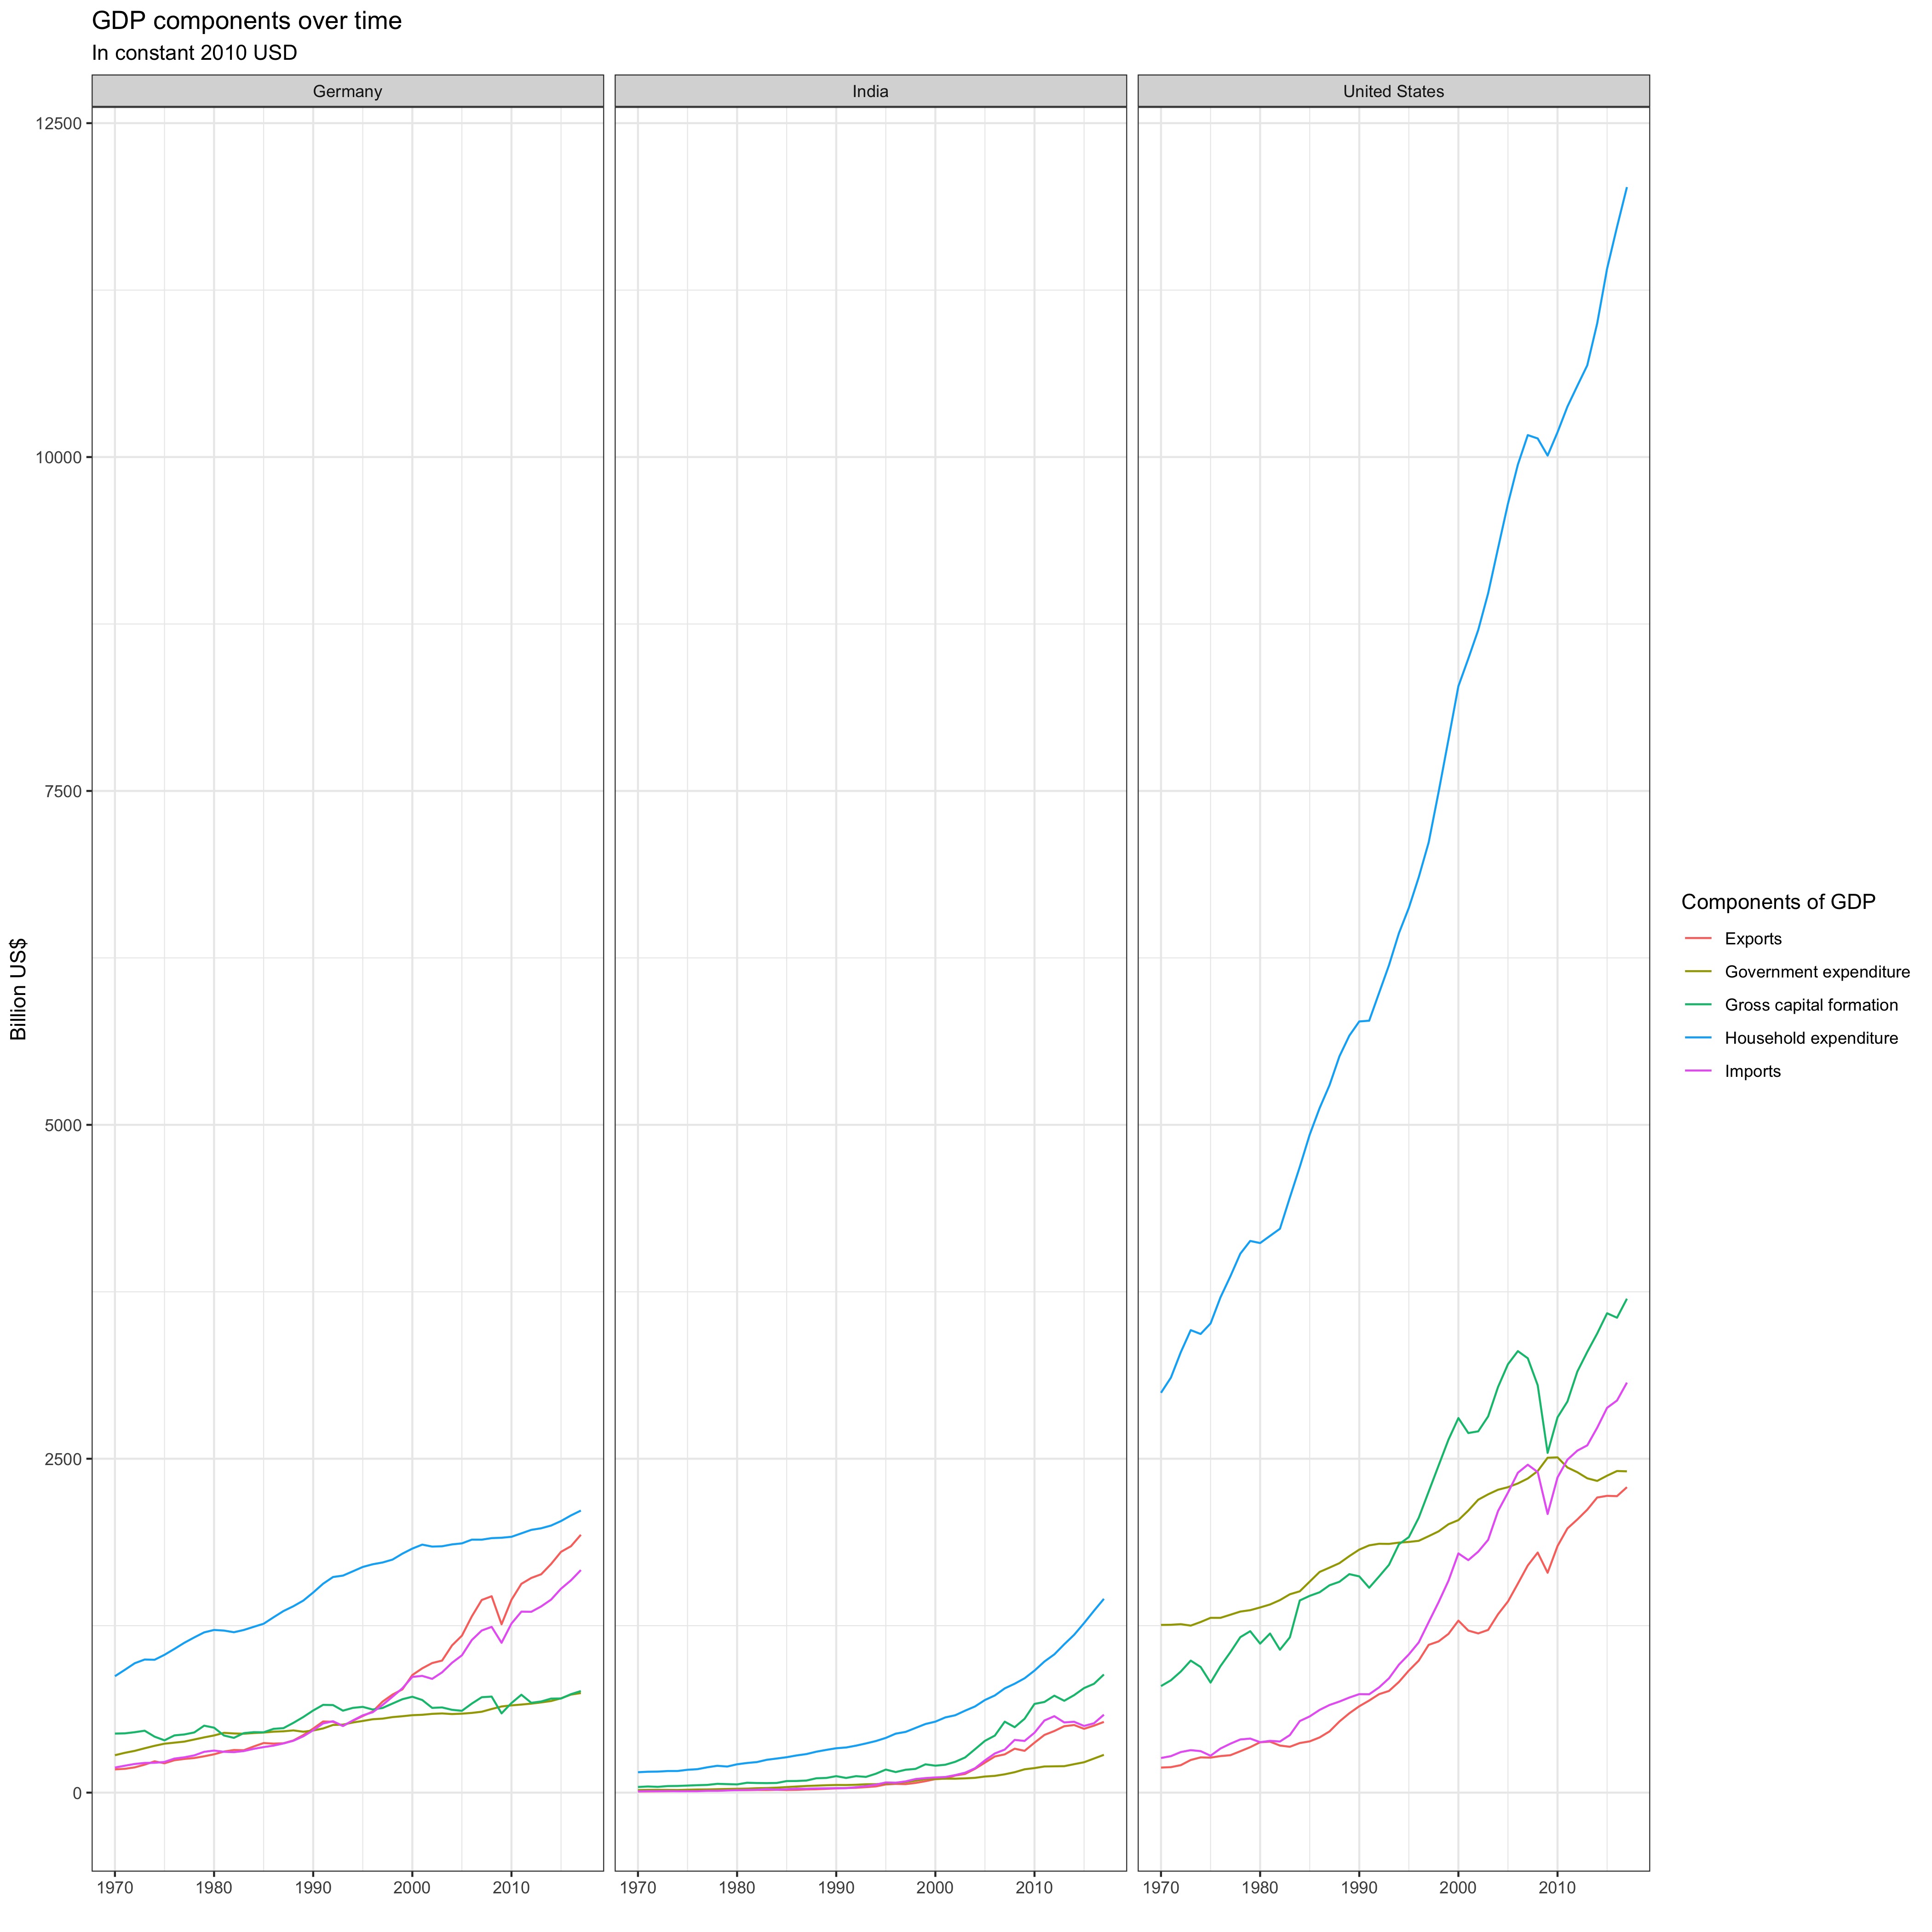 GDP components over time
In constant 2010 USD
Germany
India
United States
12500
10000
7500
5000
2500
0
Billion US$
1970 1980 1990 2000 2010
1970 1980 1990 2000 2010
1970 1980 1990 2000 2010
Components of GDP
Exports
Government expenditure
Gross capital formation
Household expenditure
Imports